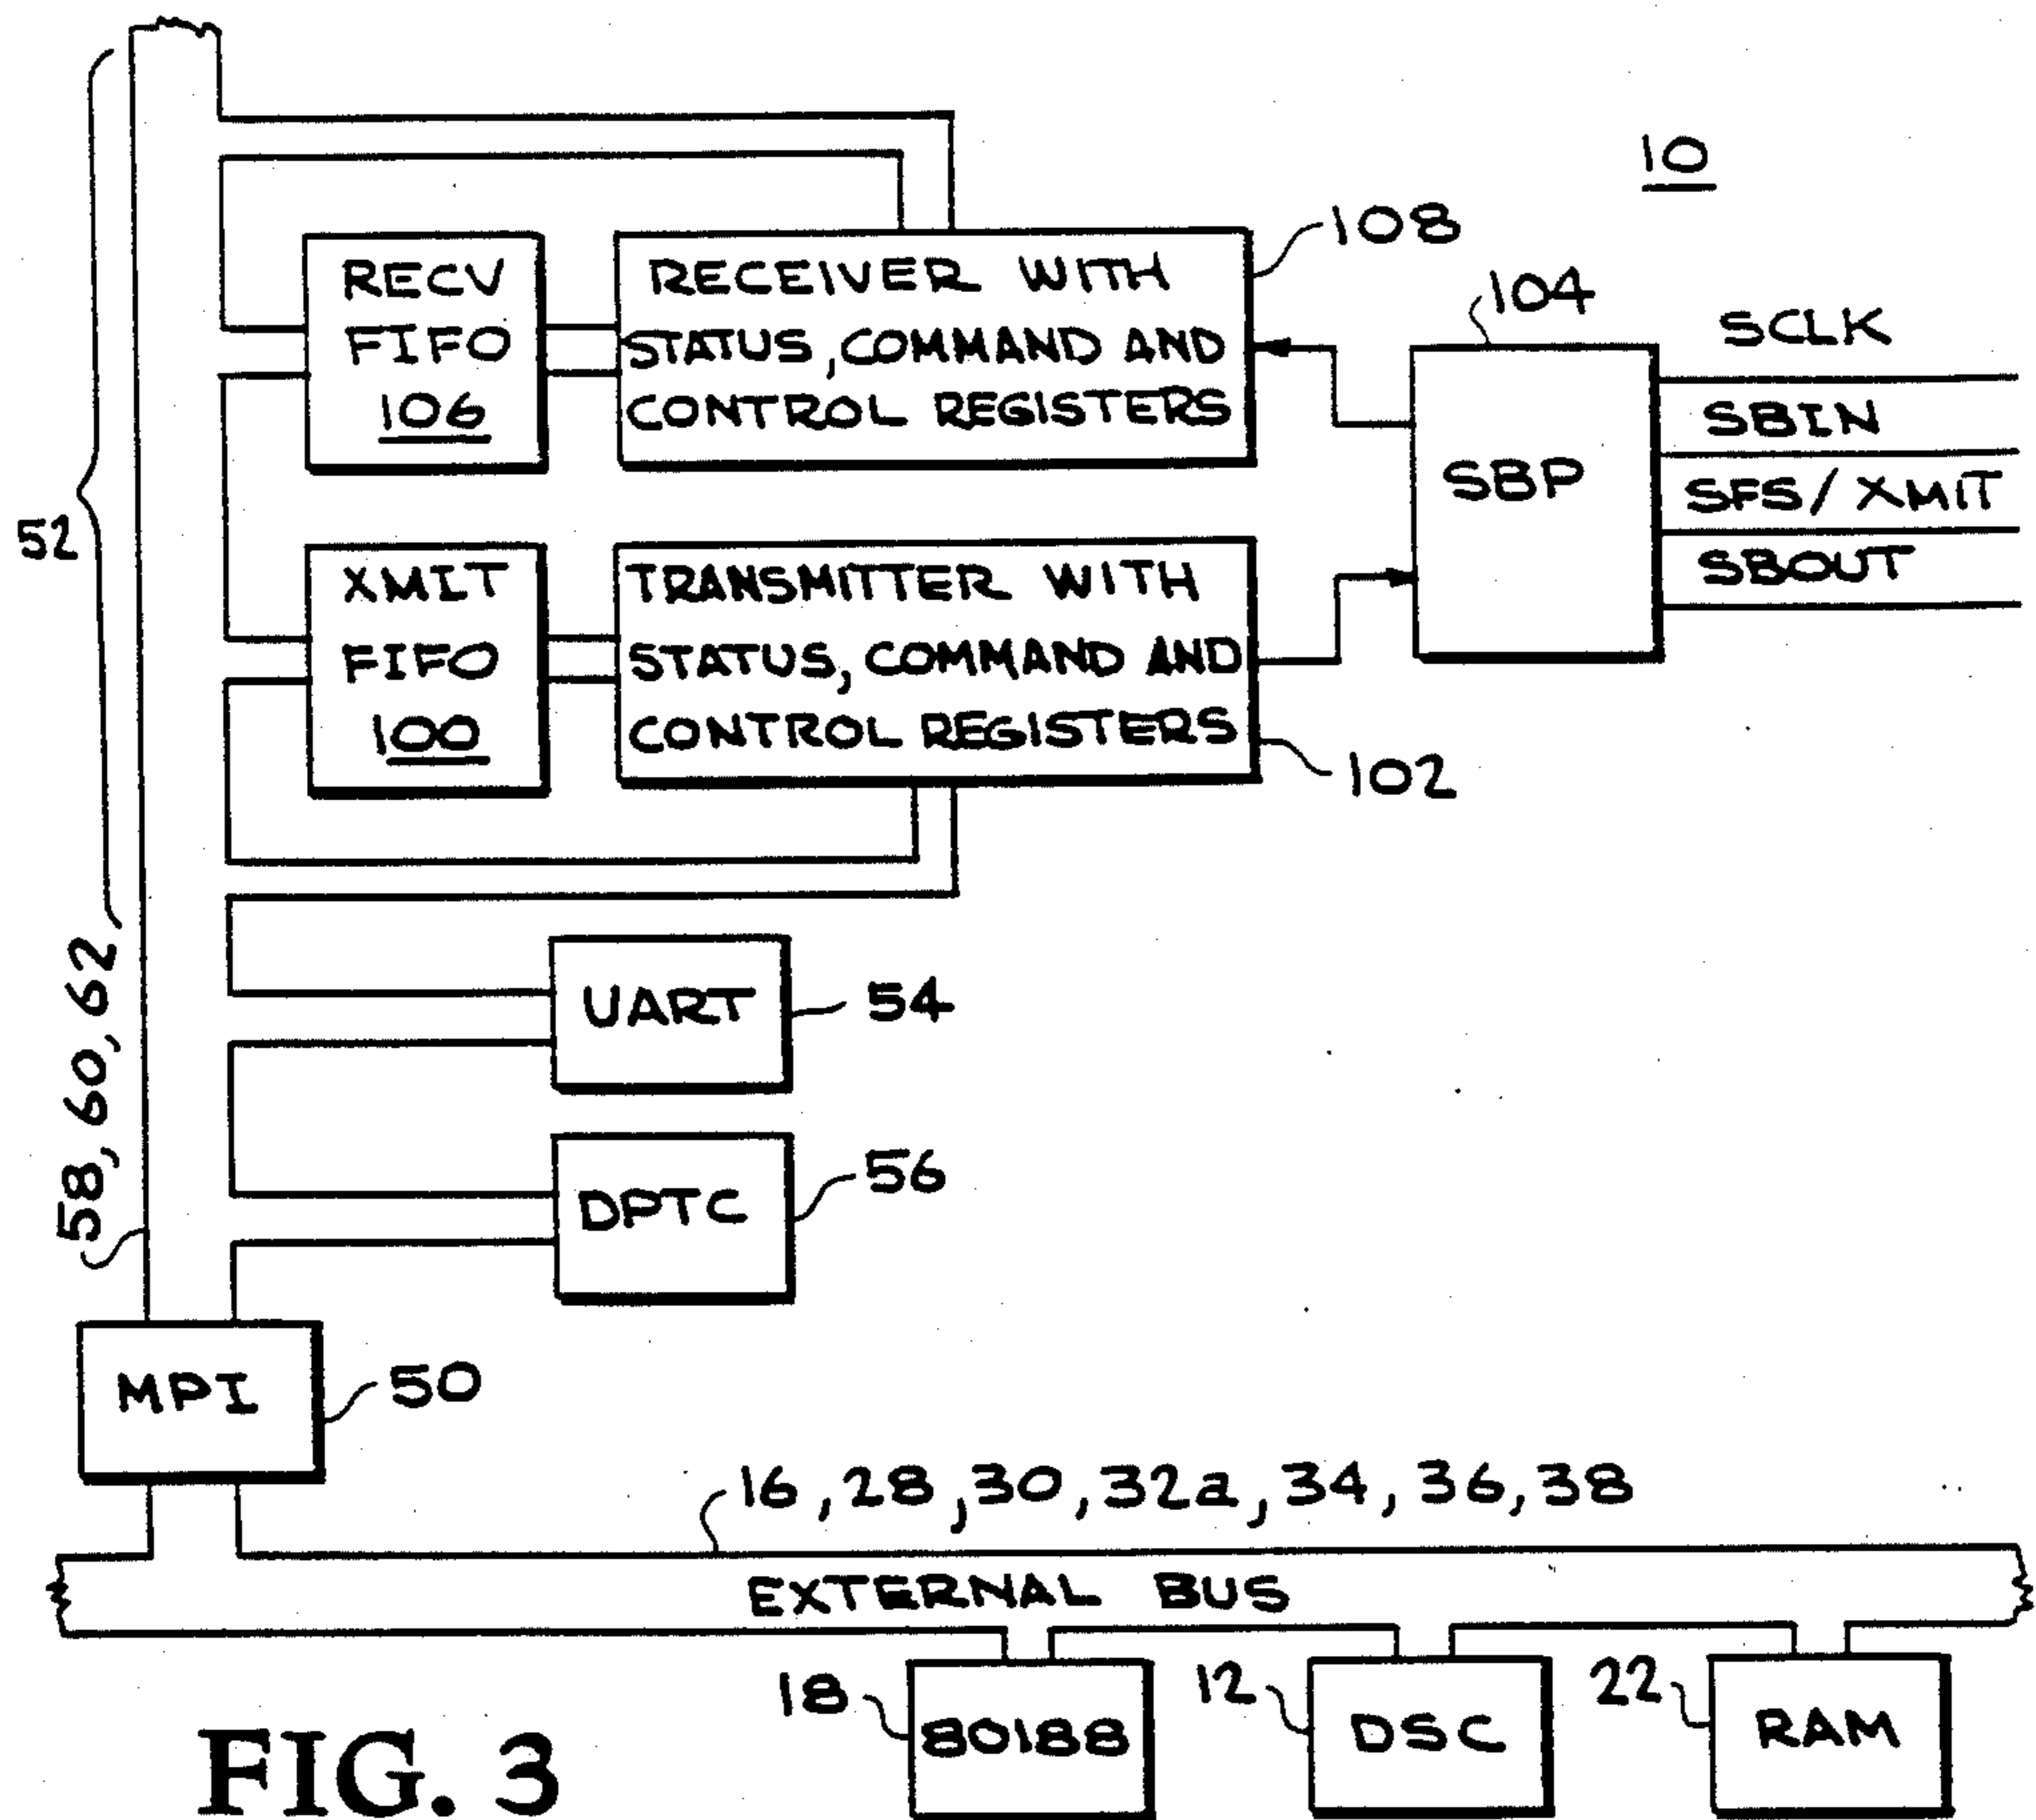 10
108
RECV
FIFO
106
RECEIVER WITH
STATUS, COMMAND AND
CONTROL REGISTERS
104
SBP
SCLK
SBIN
SFS/XMIT
SBOUT
52
XMIT
FIFO
100
TRANSMITTER WITH
STATUS, COMMAND AND
CONTROL REGISTERS
102
58, 60, 62
UART
54
DPTC
56
MPI
50
16, 28, 30, 32a, 34, 36, 38
EXTERNAL BUS
18
80188
12
DSC
22
RAM
FIG. 3